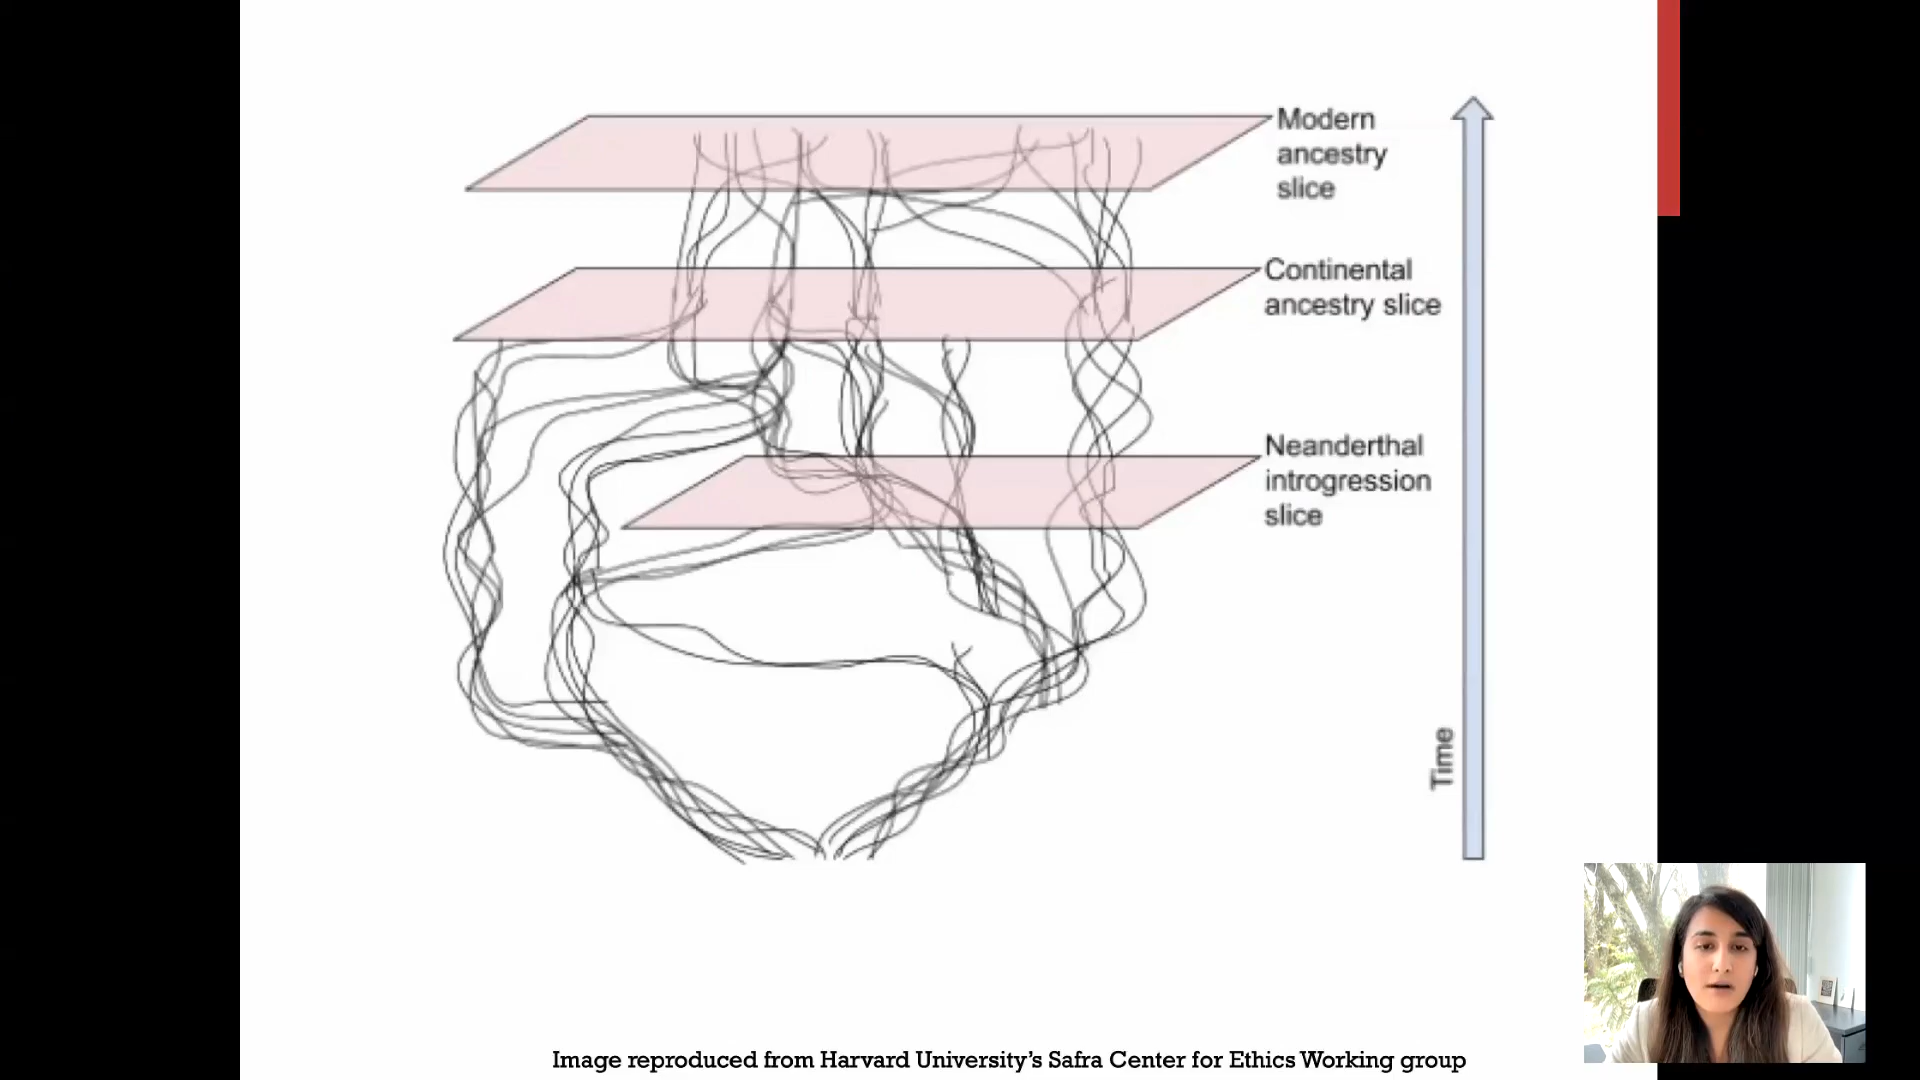 Modern
ancestry
slice
Continental
ancestry slice
Neanderthal
introgression
slice
Time
Image reproduced from Harvard University's Safra Center for Ethics Working group